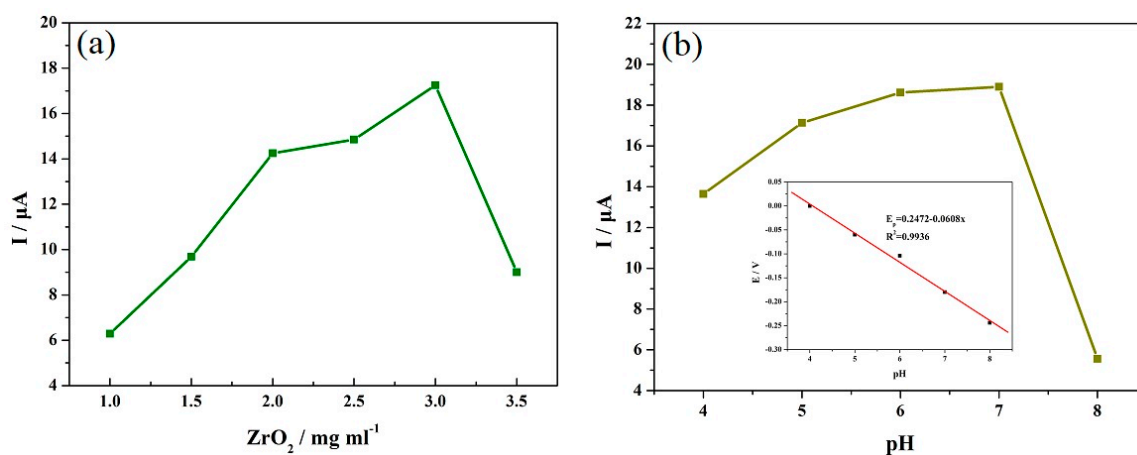 (a)
20
18
16
14
12
10
8
6
4
I / μA
1.0 1.5 2.0 2.5 3.0 3.5
ZrO₂ / mg ml⁻¹
(b)
22
20
18
16
14
12
10
8
6
4
I / μA
4 5 6 7 8
pH
0.05
0.00
-0.05
-0.10
-0.15
-0.20
-0.25
-0.30
E / V
Eₚ=0.2472-0.0608x
R²=0.9936
4 5 6 7 8
pH